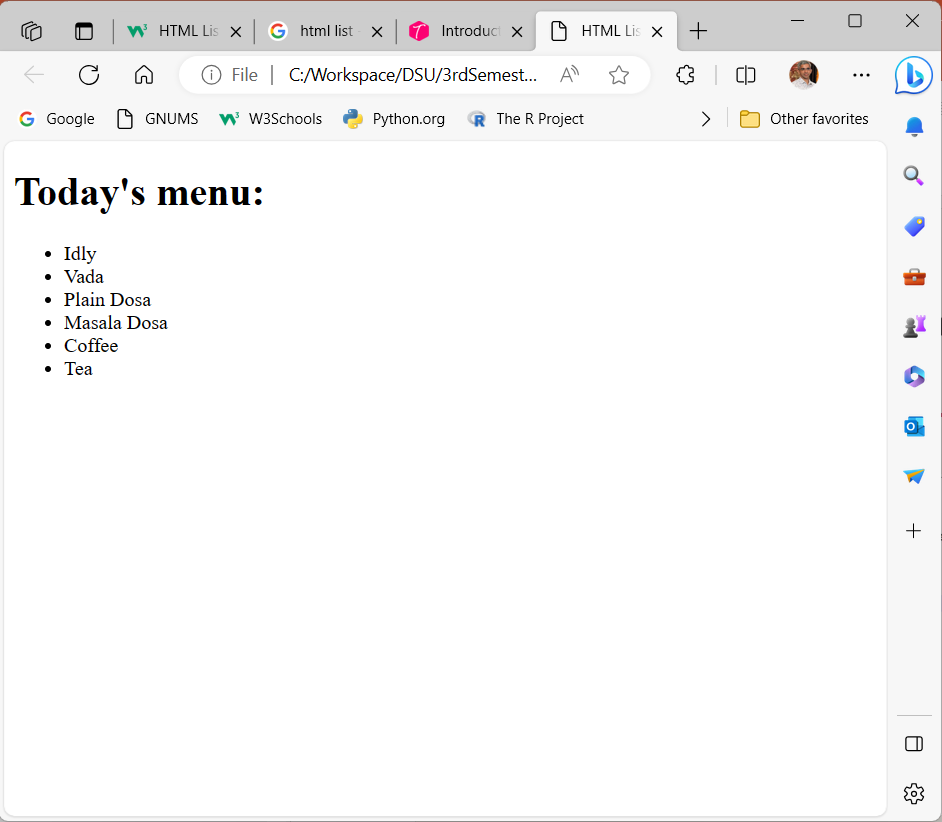 HTML Lis
html list
Introduct
HTML Lis
File
C:/Workspace/DSU/3rdSemest...
Google
GNUMS
W3Schools
Python.org
The R Project
Other favorites
Today's menu:
• Idly
• Vada
• Plain Dosa
• Masala Dosa
• Coffee
• Tea